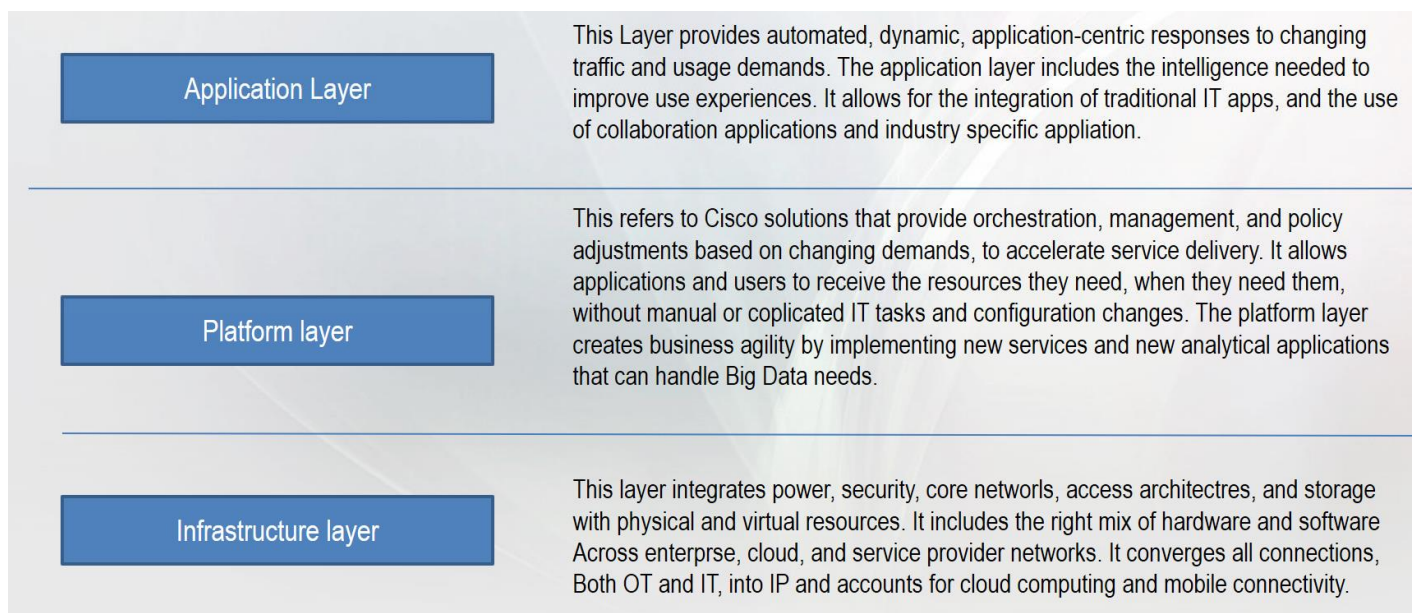 Application Layer
This Layer provides automated, dynamic, application-centric responses to changing
traffic and usage demands. The application layer includes the intelligence needed to
improve use experiences. It allows for the integration of traditional IT apps, and the use
of collaboration applications and industry specific appliation.
Platform layer
This refers to Cisco solutions that provide orchestration, management, and policy
adjustments based on changing demands, to accelerate service delivery. It allows
applications and users to receive the resources they need, when they need them,
without manual or coplicated IT tasks and configuration changes. The platform layer
creates business agility by implementing new services and new analytical applications
that can handle Big Data needs.
Infrastructure layer
This layer integrates power, security, core networls, access architectres, and storage
with physical and virtual resources. It includes the right mix of hardware and software
Across enterprse, cloud, and service provider networks. It converges all connections,
Both OT and IT, into IP and accounts for cloud computing and mobile connectivity.